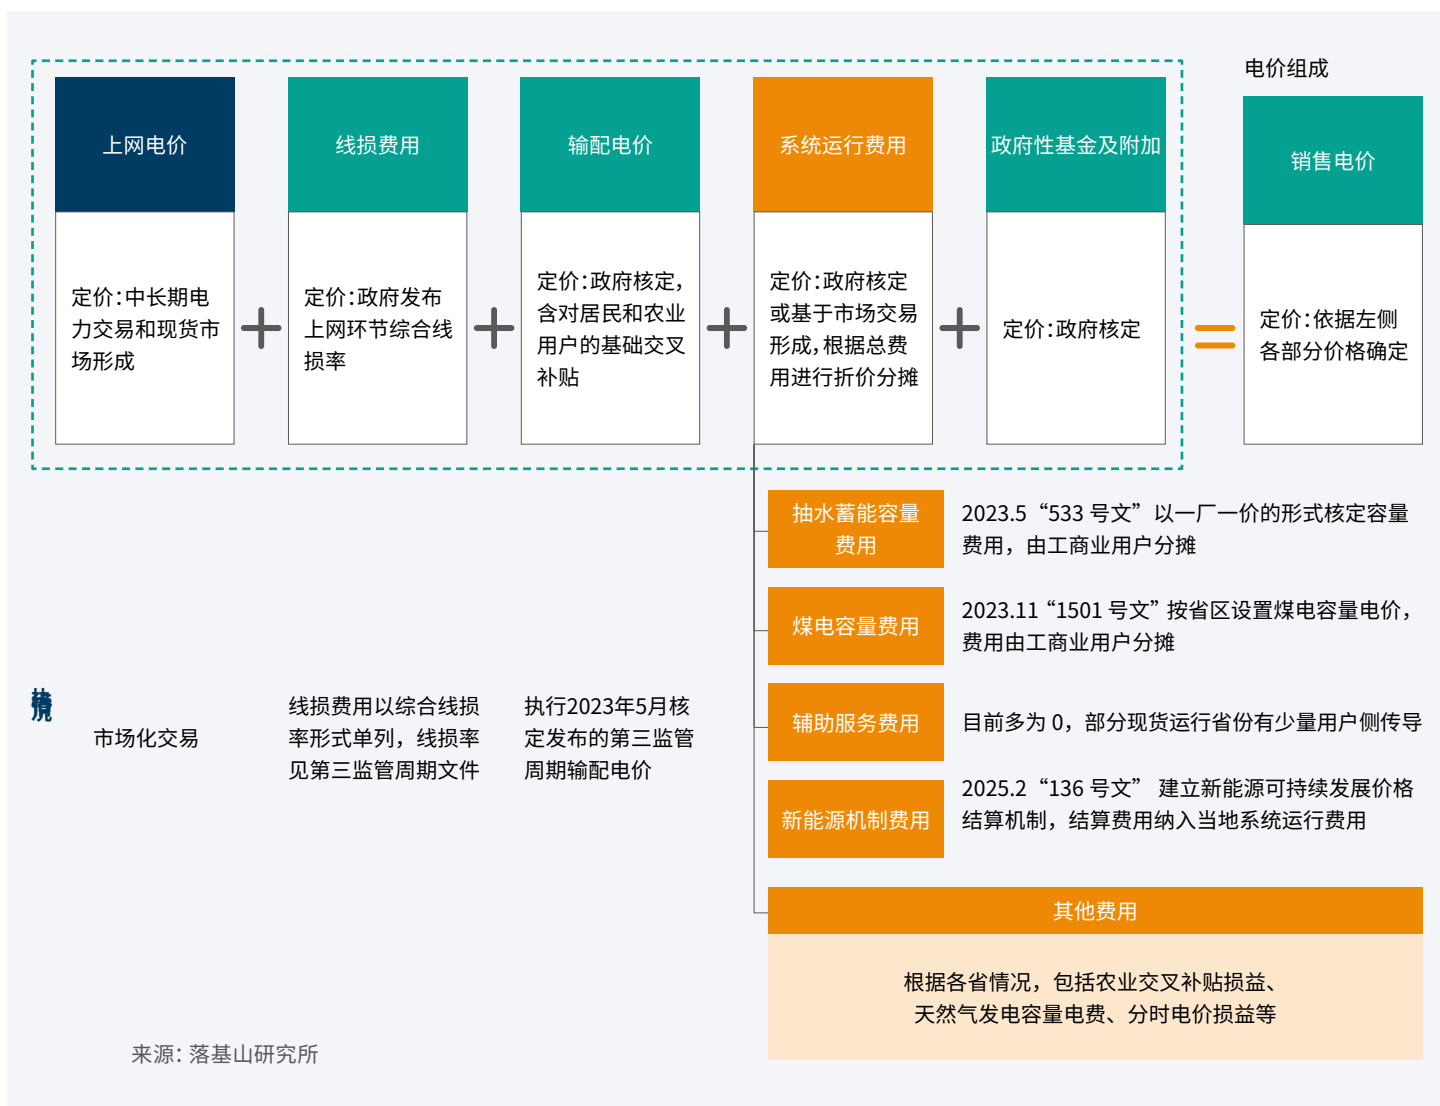 电价组成
上网电价
定价：中长期电
力交易和现货市
场形成
线损费用
定价：政府发布
上网环节综合线
损率
输配电价
定价：政府核定，
含对居民和农业
用户的基础交叉
补贴
系统运行费用
定价：政府核定
或基于市场交易
形成，根据总费
用进行折价分摊
政府性基金及附加
定价：政府核定
销售电价
定价：依据左侧
各部分价格确定
执行情况
市场化交易
线损费用以综合线损
率形式单列，线损率
见第三监管周期文件
执行2023年5月核
定发布的第三监管
周期输配电价
抽水蓄能容量
费用
2023.5“533 号文”以一厂一价的形式核定容量
费用，由工商业用户分摊
煤电容量费用
2023.11“1501 号文”按省区设置煤电容量电价，
费用由工商业用户分摊
辅助服务费用
目前多为 0，部分现货运行省份有少量用户侧传导
新能源机制费用
2025.2“136 号文” 建立新能源可持续发展价格
结算机制，结算费用纳入当地系统运行费用
其他费用
根据各省情况，包括农业交叉补贴损益、
天然气发电容量电费、分时电价损益等
来源：落基山研究所